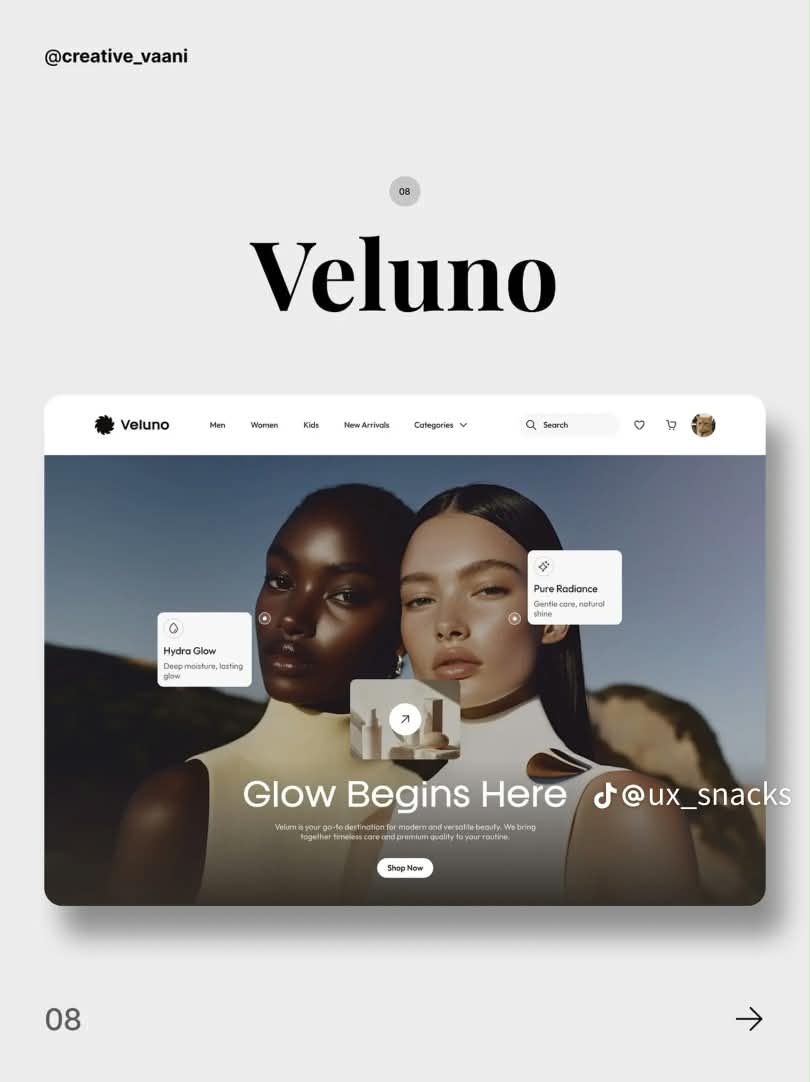 @creative_vaani
08
Veluno
Veluno
Men
Women
Kids
New Arrivals
Categories
Search
Pure Radiance
Gentle care, natural
shine
Hydra Glow
Deep moisture, lasting
glow
Glow Begins Here
@ux_snacks
Velum is your go-to destination for modern and versatile beauty. We bring
together timeless care and premium quality to your routine.
Shop Now
08